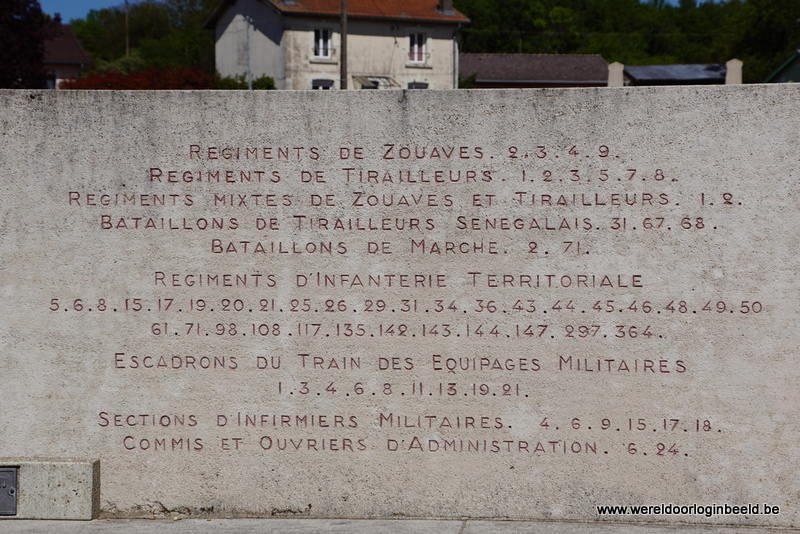 REGIMENTS DE ZOUAVES. 2.3.4.9.
REGIMENTS DE TIRAILLEURS. 1.2.3.5.7.8.
REGIMENTS MIXTES DE ZOUAVES ET TIRAILLEURS. 1.2.
BATAILLONS DE TIRAILLEURS SENEGALAIS. 31.67.68.
BATAILLONS DE MARCHE. 2.71.
REGIMENTS D'INFANTERIE TERRITORIALE
5.6.8.15.17.19.20.21.25.26.29.31.34.36.43.44.45.46.48.49.50
61.71.98.108.117.135.142.143.144.147.297.364.
ESCADRONS DU TRAIN DES EQUIPAGES MILITAIRES
1.3.4.6.8.11.13.19.21.
SECTIONS D'INFIRMIERS MILITAIRES. 4.6.9.15.17.18.
COMMIS ET OUVRIERS D'ADMINISTRATION. 6.24.
www.wereldoorloginbeeld.be